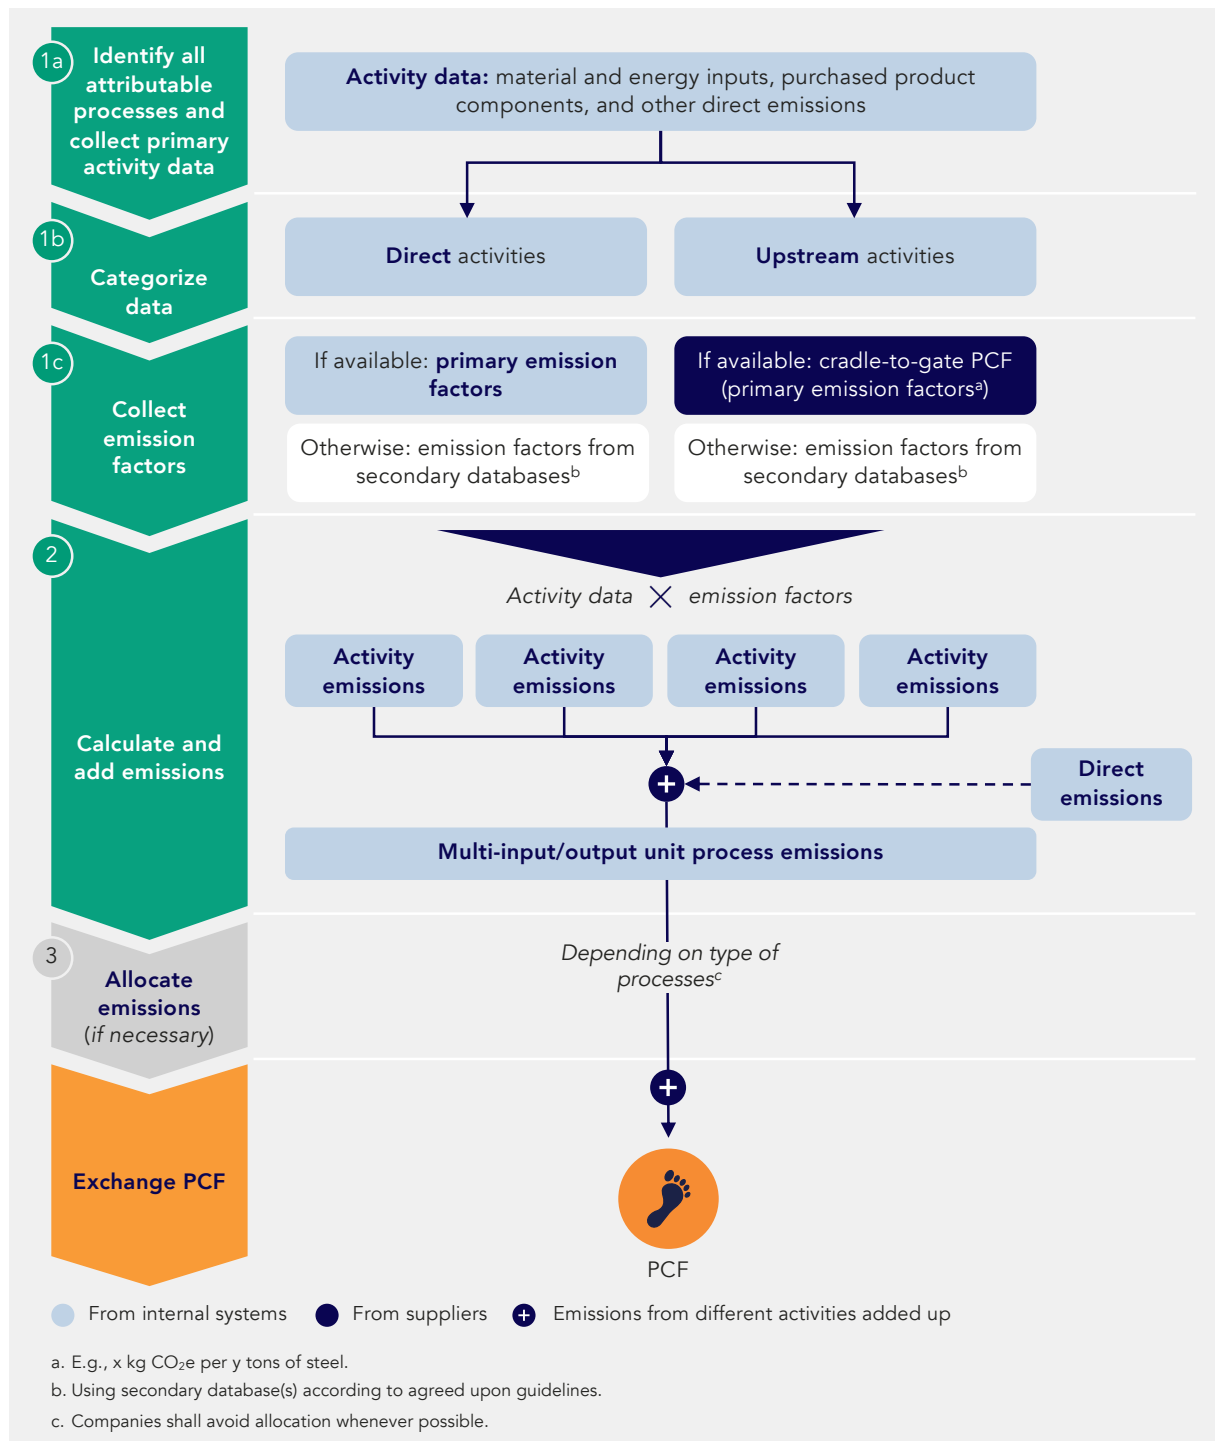 1a
Identify all
attributable
processes and
collect primary
activity data
Activity data: material and energy inputs, purchased product
components, and other direct emissions
1b
Categorize
data
Direct activities
Upstream activities
1c
Collect
emission
factors
If available: primary emission
factors
If available: cradle-to-gate PCF
(primary emission factorsᵃ)
Otherwise: emission factors from
secondary databasesᵇ
Otherwise: emission factors from
secondary databasesᵇ
2
Calculate and
add emissions
Activity data × emission factors
Activity
emissions
Activity
emissions
Activity
emissions
Activity
emissions
+
Direct
emissions
Multi-input/output unit process emissions
3
Allocate
emissions
(if necessary)
Depending on type of
processesᶜ
+
Exchange PCF
PCF
From internal systems
From suppliers
+ Emissions from different activities added up
a. E.g., x kg CO₂e per y tons of steel.
b. Using secondary database(s) according to agreed upon guidelines.
c. Companies shall avoid allocation whenever possible.